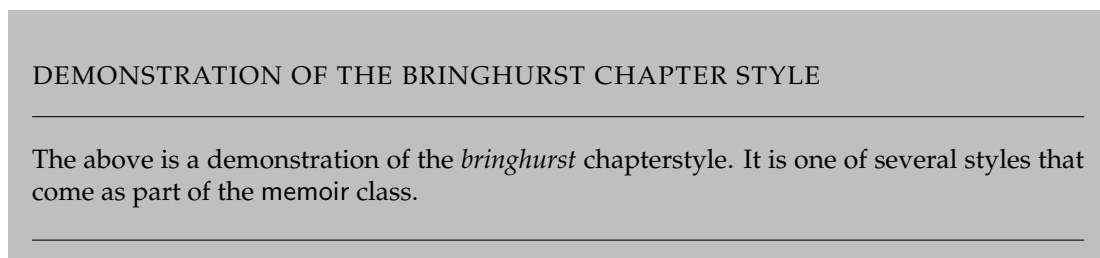 DEMONSTRATION OF THE BRINGHURST CHAPTER STYLE
The above is a demonstration of the bringhurst chapterstyle. It is one of several styles that
come as part of the memoir class.